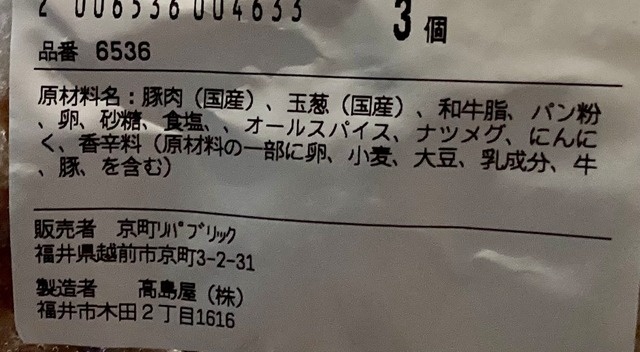 2 006536 004633
3個
品番 6536
原材料名：豚肉（国産）、玉葱（国産）、和牛脂、パン粉
、卵、砂糖、食塩、、オールスパイス、ナツメグ、にんに
く、香辛料（原材料の一部に卵、小麦、大豆、乳成分、牛
、豚、を含む）
販売者 京町ﾘﾊﾟﾌﾞﾘｯｸ
福井県越前市京町3-2-31
製造者 高島屋（株）
福井市木田２丁目1616